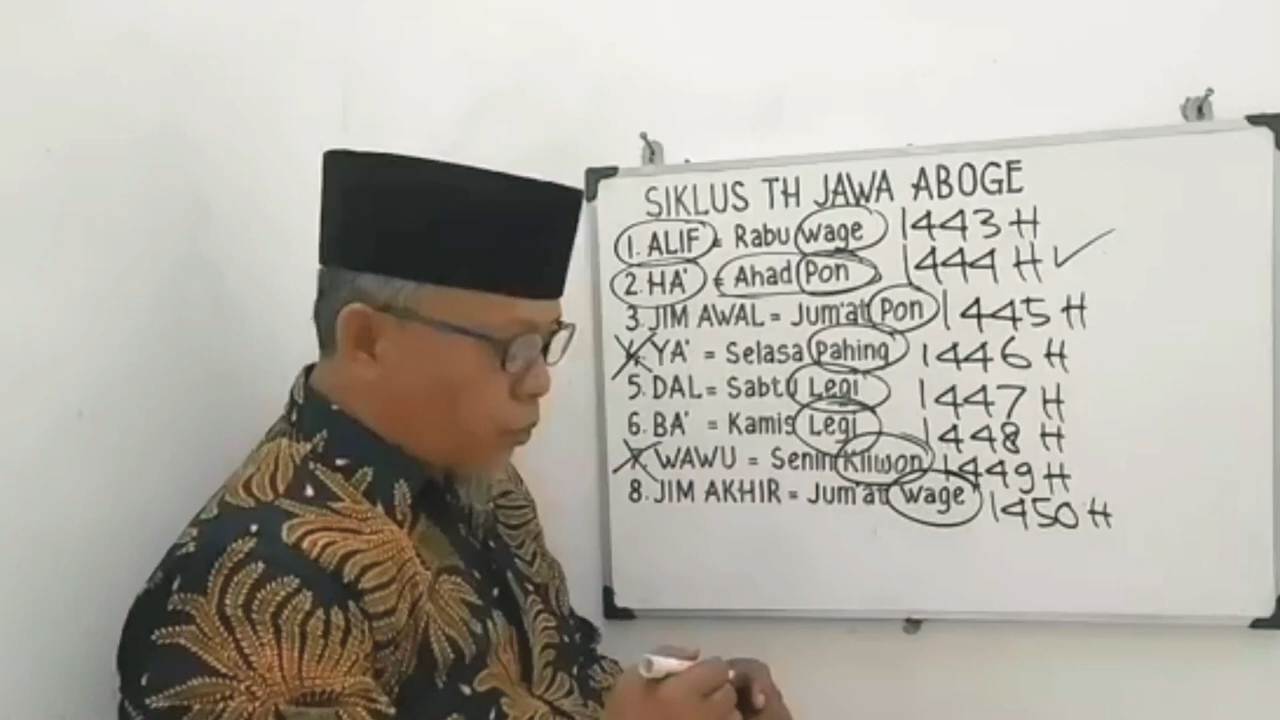 SIKLUS TH JAWA ABOGE
1. ALIF = Rabu Wage 1443 H
2. HA' = Ahad Pon 1444 H ✓
3. JIM AWAL = Jum'at Pon 1445 H
4. YA' = Selasa Pahing 1446 H
5. DAL = Sabtu Legi 1447 H
6. BA' = Kamis Legi 1448 H
7. WAWU = Senin Kliwon 1449 H
8. JIM AKHIR = Jum'at Wage 1450 H